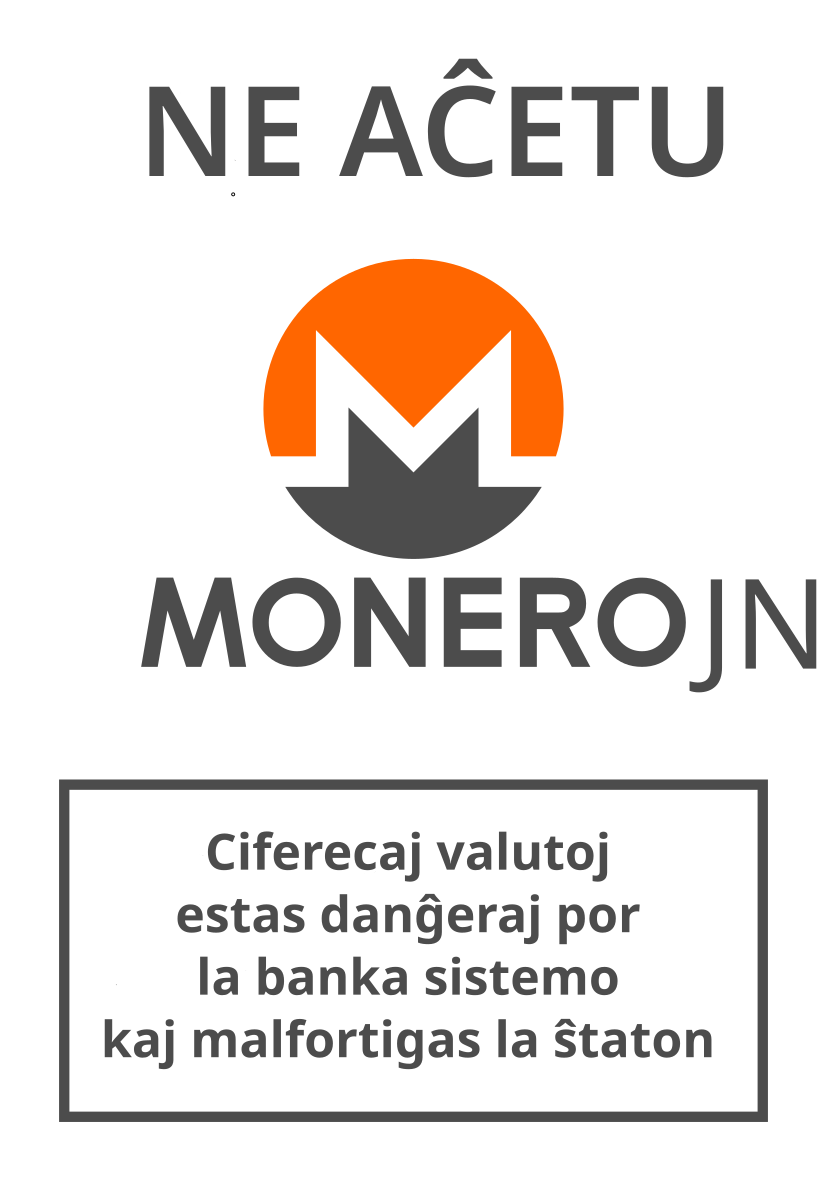 NE AĈETU
MONEROJN
Ciferecaj valutoj
estas danĝeraj por
la banka sistemo
kaj malfortigas la ŝtaton